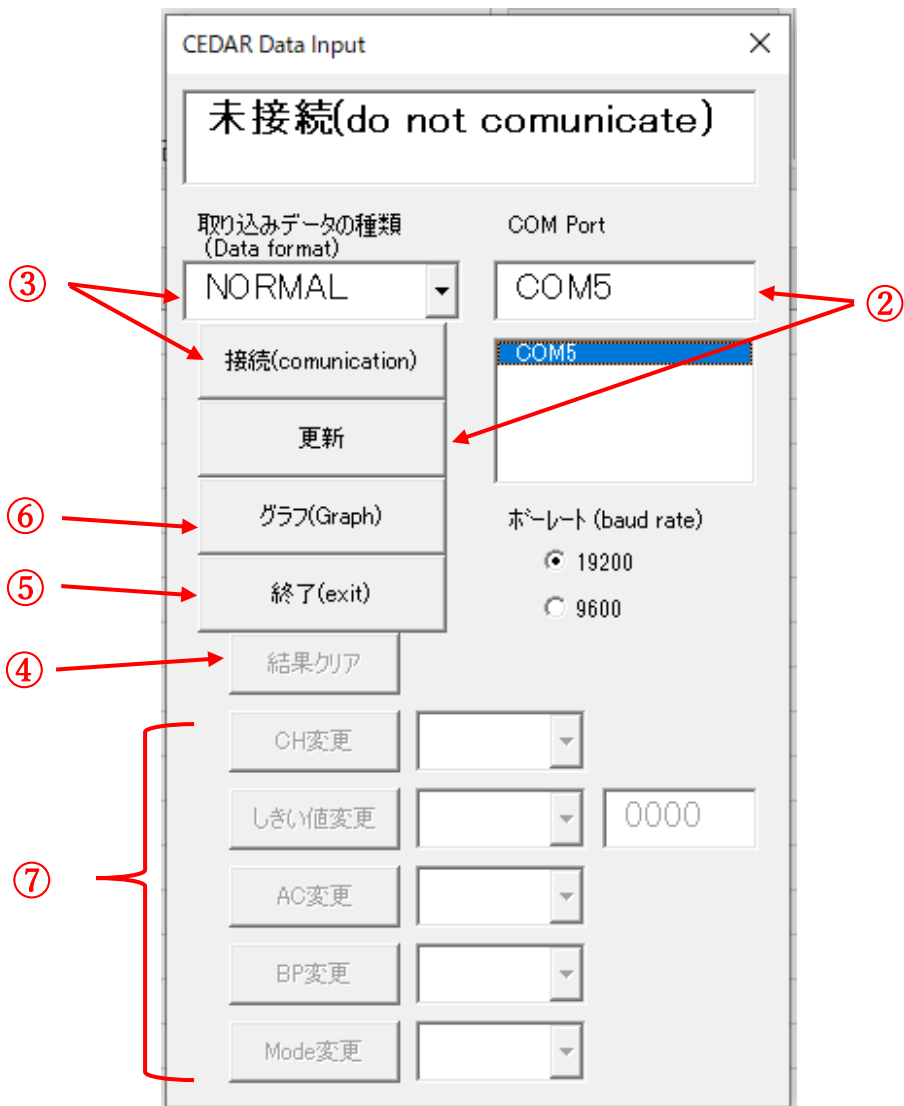 CEDAR Data Input
未接続(do not comunicate)
取り込みデータの種類
(Data format)
COM Port
③
NORMAL
COM5
②
接続(comunication)
COM5
更新
⑥
グラフ(Graph)
ボーレート (baud rate)
19200
⑤
終了(exit)
9600
④
結果クリア
CH変更
しきい値変更
0000
⑦
AC変更
BP変更
Mode変更